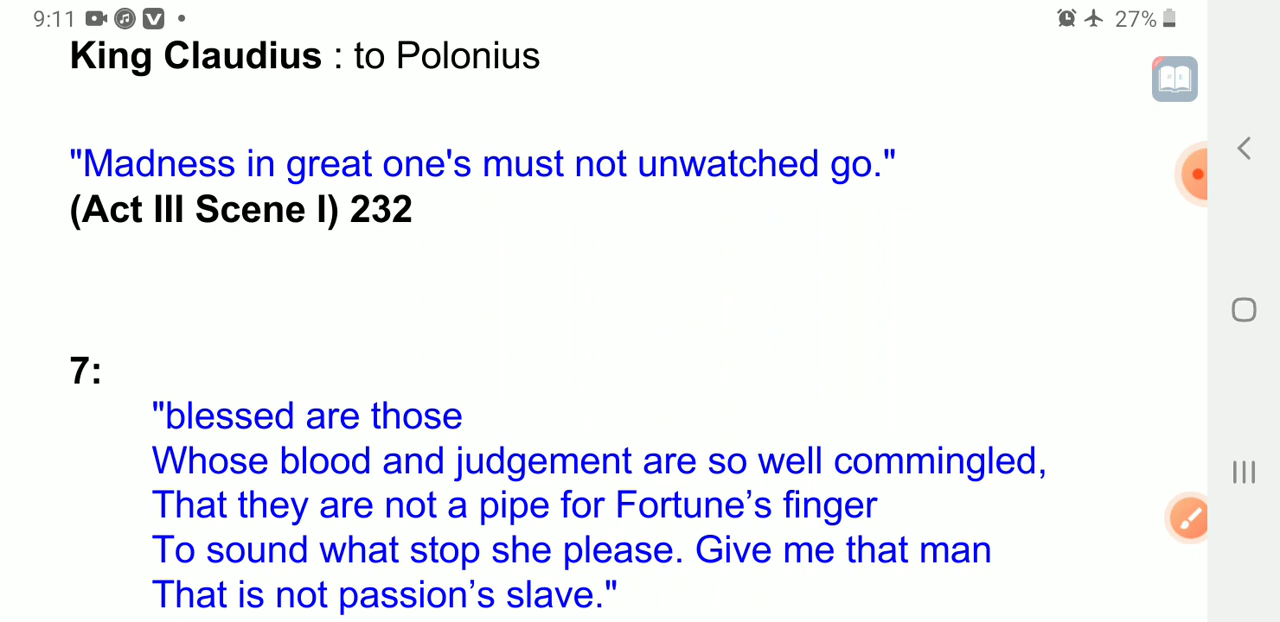 9:11
27%
King Claudius : to Polonius
"Madness in great one's must not unwatched go."
(Act III Scene I) 232
7:
"blessed are those
Whose blood and judgement are so well commingled,
That they are not a pipe for Fortune’s finger
To sound what stop she please. Give me that man
That is not passion’s slave."